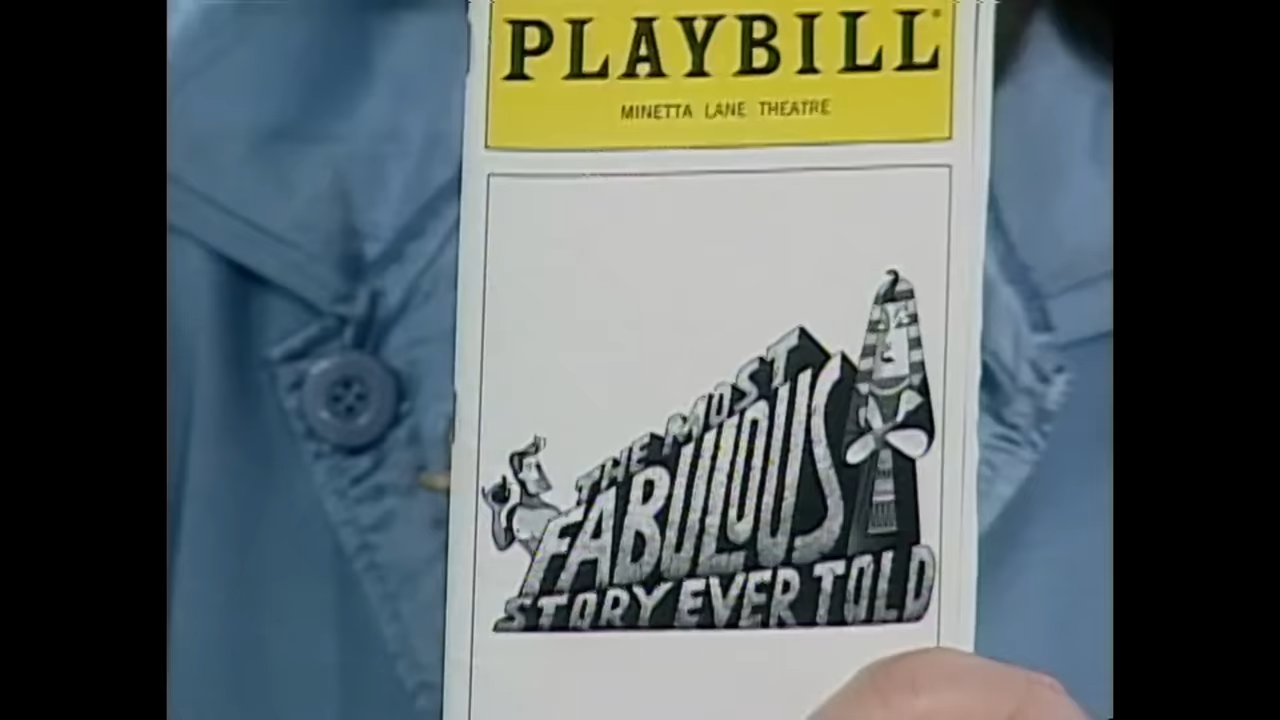 PLAYBILL®
MINETTA LANE THEATRE
THE MOST
FABULOUS
STORY EVER TOLD